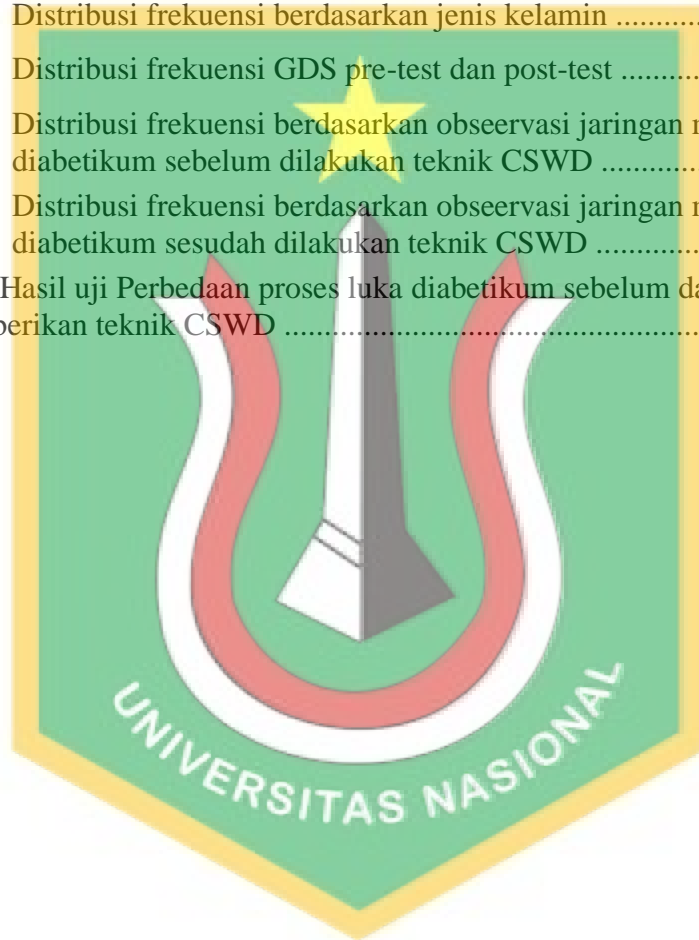 Distribusi frekuensi berdasarkan jenis kelamin ...........
Distribusi frekuensi GDS pre-test dan post-test ..........
Distribusi frekuensi berdasarkan obseervasi jaringan
diabetikum sebelum dilakukan teknik CSWD ............
Distribusi frekuensi berdasarkan obseervasi jaringan
diabetikum sesudah dilakukan teknik CSWD .............
Hasil uji Perbedaan proses luka diabetikum sebelum
CSWD ......................................................
UNIVERSITAS NASIONAL